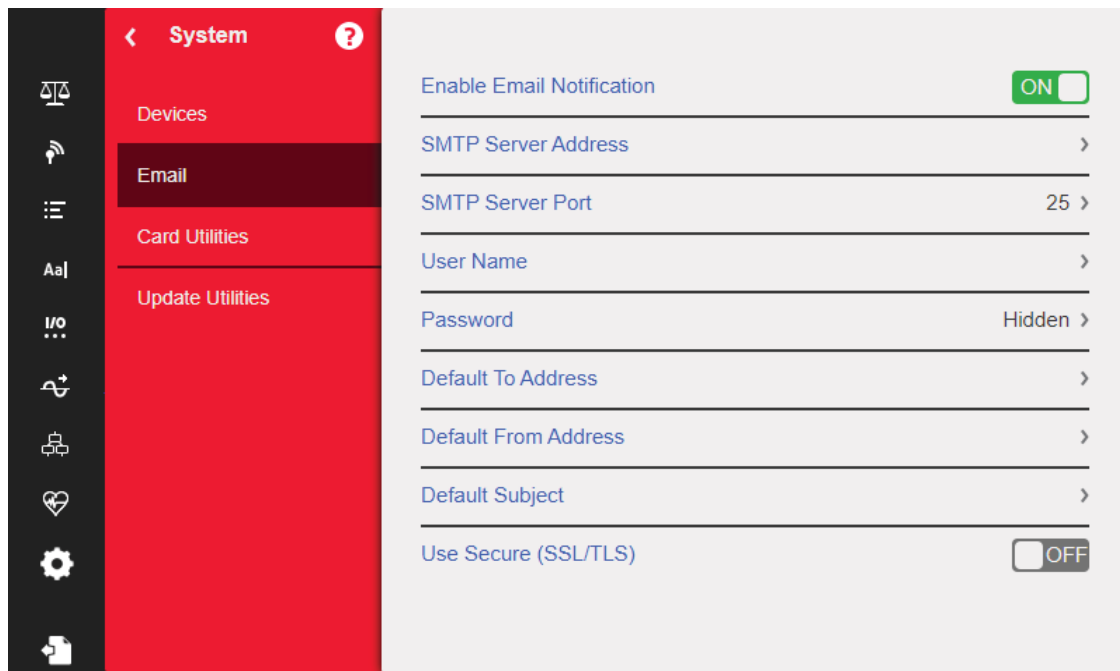 System ?
Devices
Email
Card Utilities
Update Utilities
Aa
I/O
Enable Email Notification ON
SMTP Server Address
SMTP Server Port 25
User Name
Password Hidden
Default To Address
Default From Address
Default Subject
Use Secure (SSL/TLS) OFF